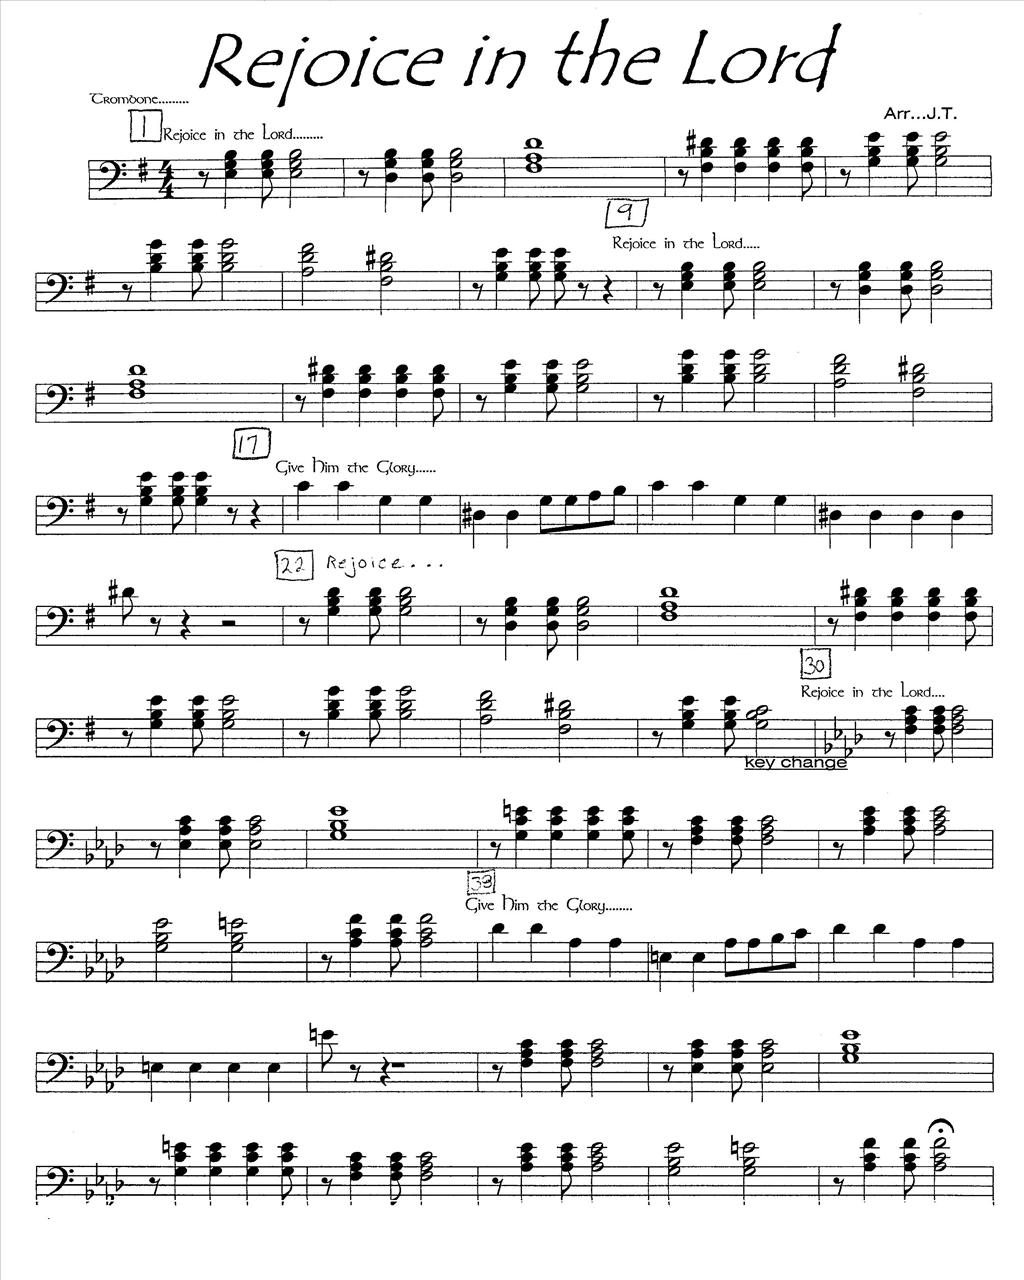 Rejoice in the Lord
Trombone.........
Arr...J.T.
1
Rejoice in the Lord.........
9
Rejoice in the Lord.....
17
Give Him the Glory......
22 Rejoice...
30
Rejoice in the Lord....
key change
Give Him the Glory........